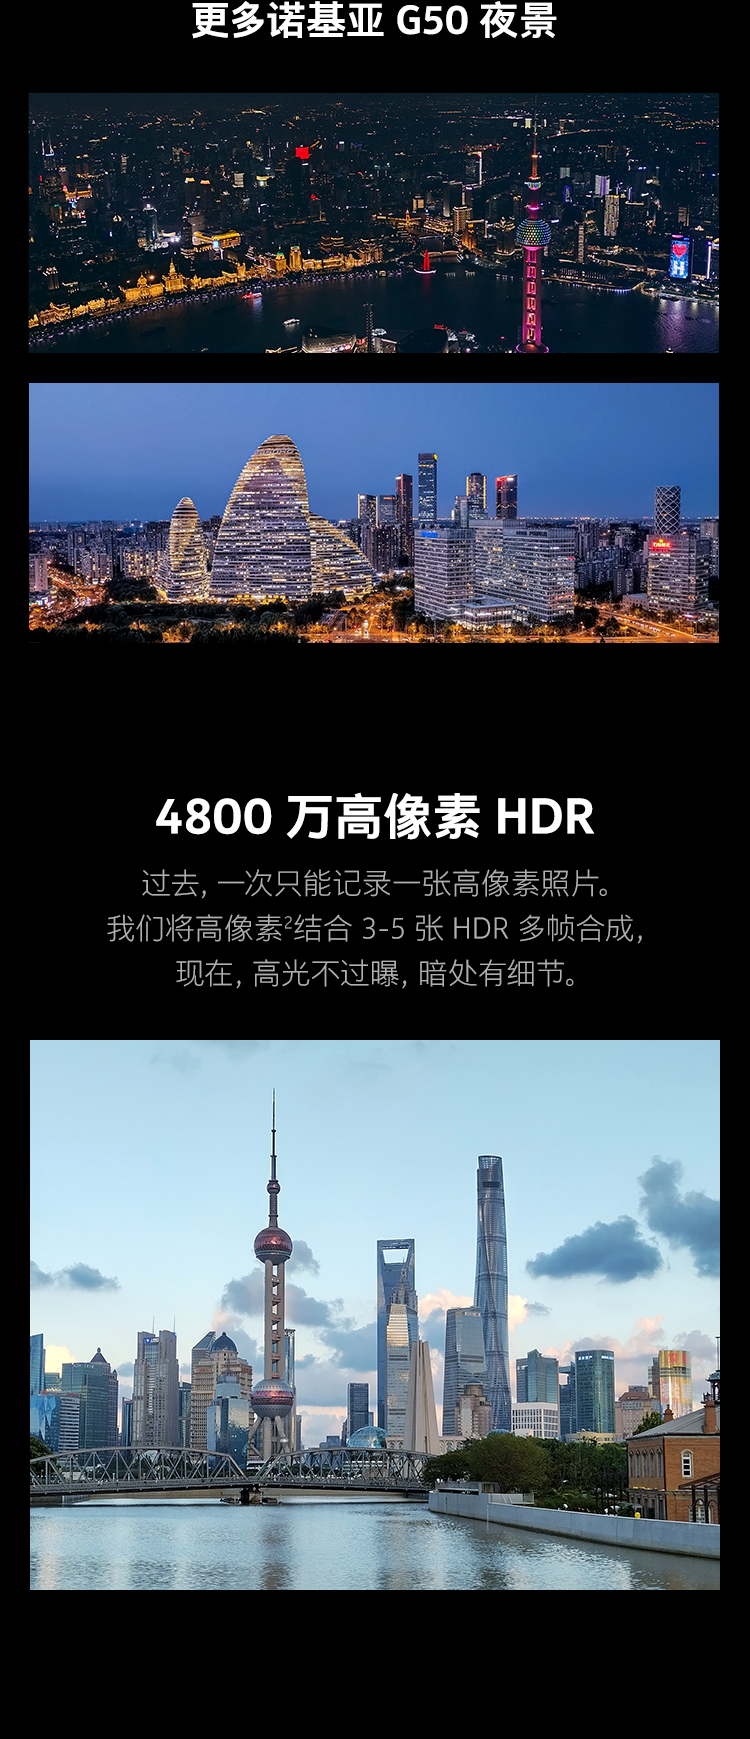 更多诺基亚 G50 夜景
4800 万高像素 HDR
过去, 一次只能记录一张高像素照片。
我们将高像素²结合 3-5 张 HDR 多帧合成,
现在, 高光不过曝, 暗处有细节。